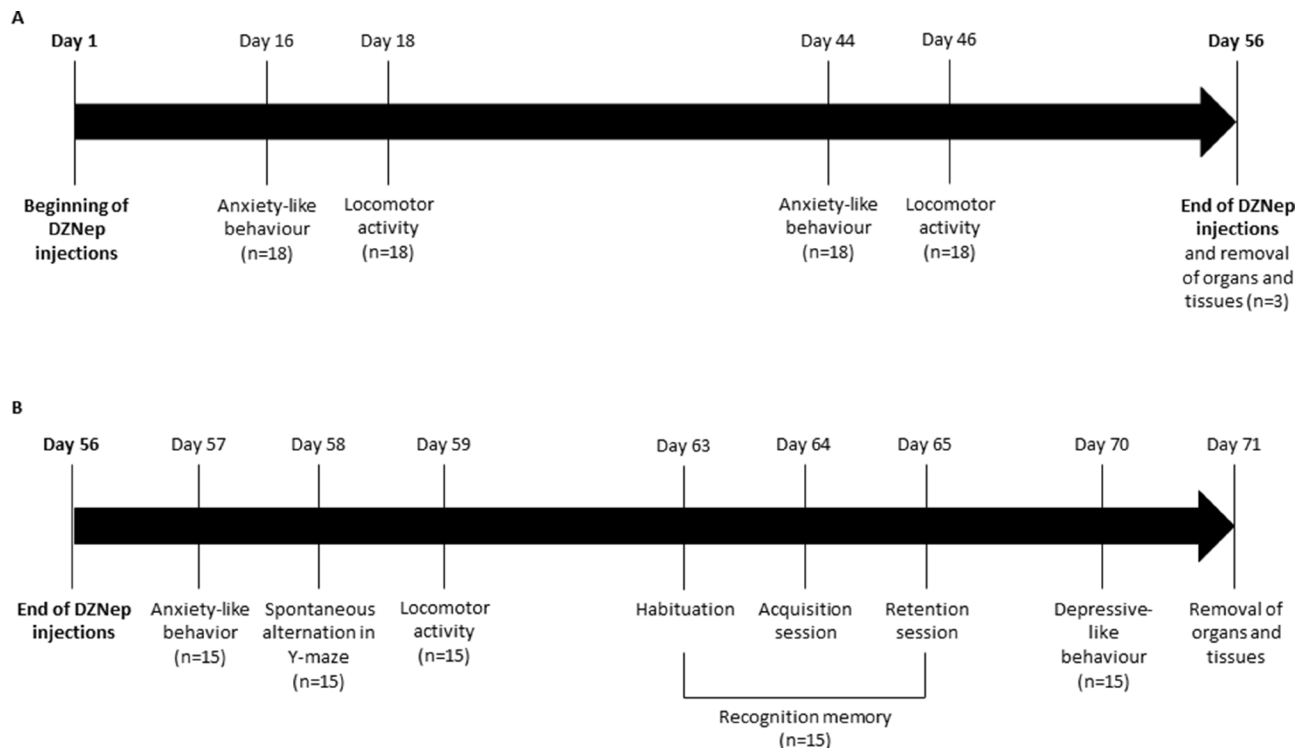 A
Day 1
Day 16
Day 18
Day 44
Day 46
Day 56
Beginning of
DZNep
injections
Anxiety-like
behaviour
(n=18)
Locomotor
activity
(n=18)
Anxiety-like
behaviour
(n=18)
Locomotor
activity
(n=18)
End of DZNep
injections
and removal
of organs and
tissues (n=3)
B
Day 56
Day 57
Day 58
Day 59
Day 63
Day 64
Day 65
Day 70
Day 71
End of DZNep
injections
Anxiety-like
behavior
(n=15)
Spontaneous
alternation in
Y-maze
(n=15)
Locomotor
activity
(n=15)
Habituation
Acquisition
session
Retention
session
Recognition memory
(n=15)
Depressive-
like
behaviour
(n=15)
Removal of
organs and
tissues